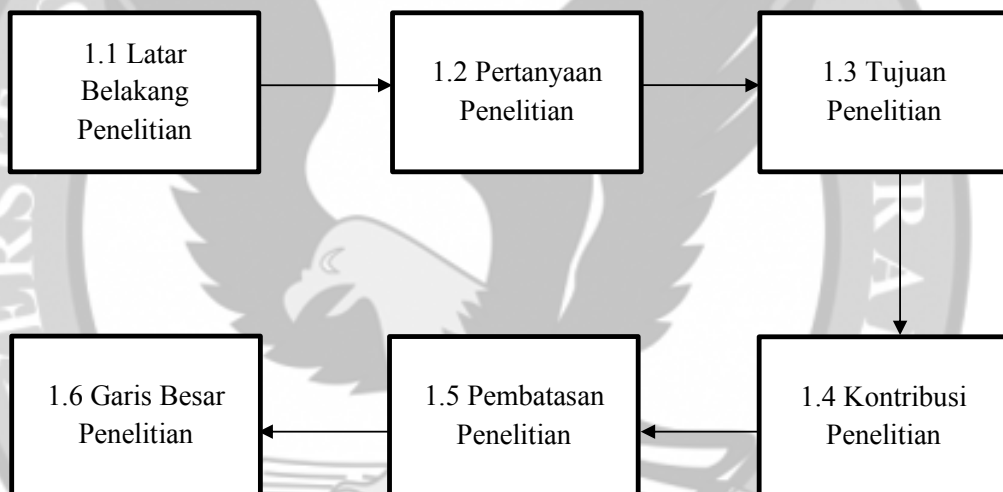 1.1 Latar
Belakang
Penelitian
1.2 Pertanyaan
Penelitian
1.3 Tujuan
Penelitian
1.4 Kontribusi
Penelitian
1.5 Pembatasan
Penelitian
1.6 Garis Besar
Penelitian